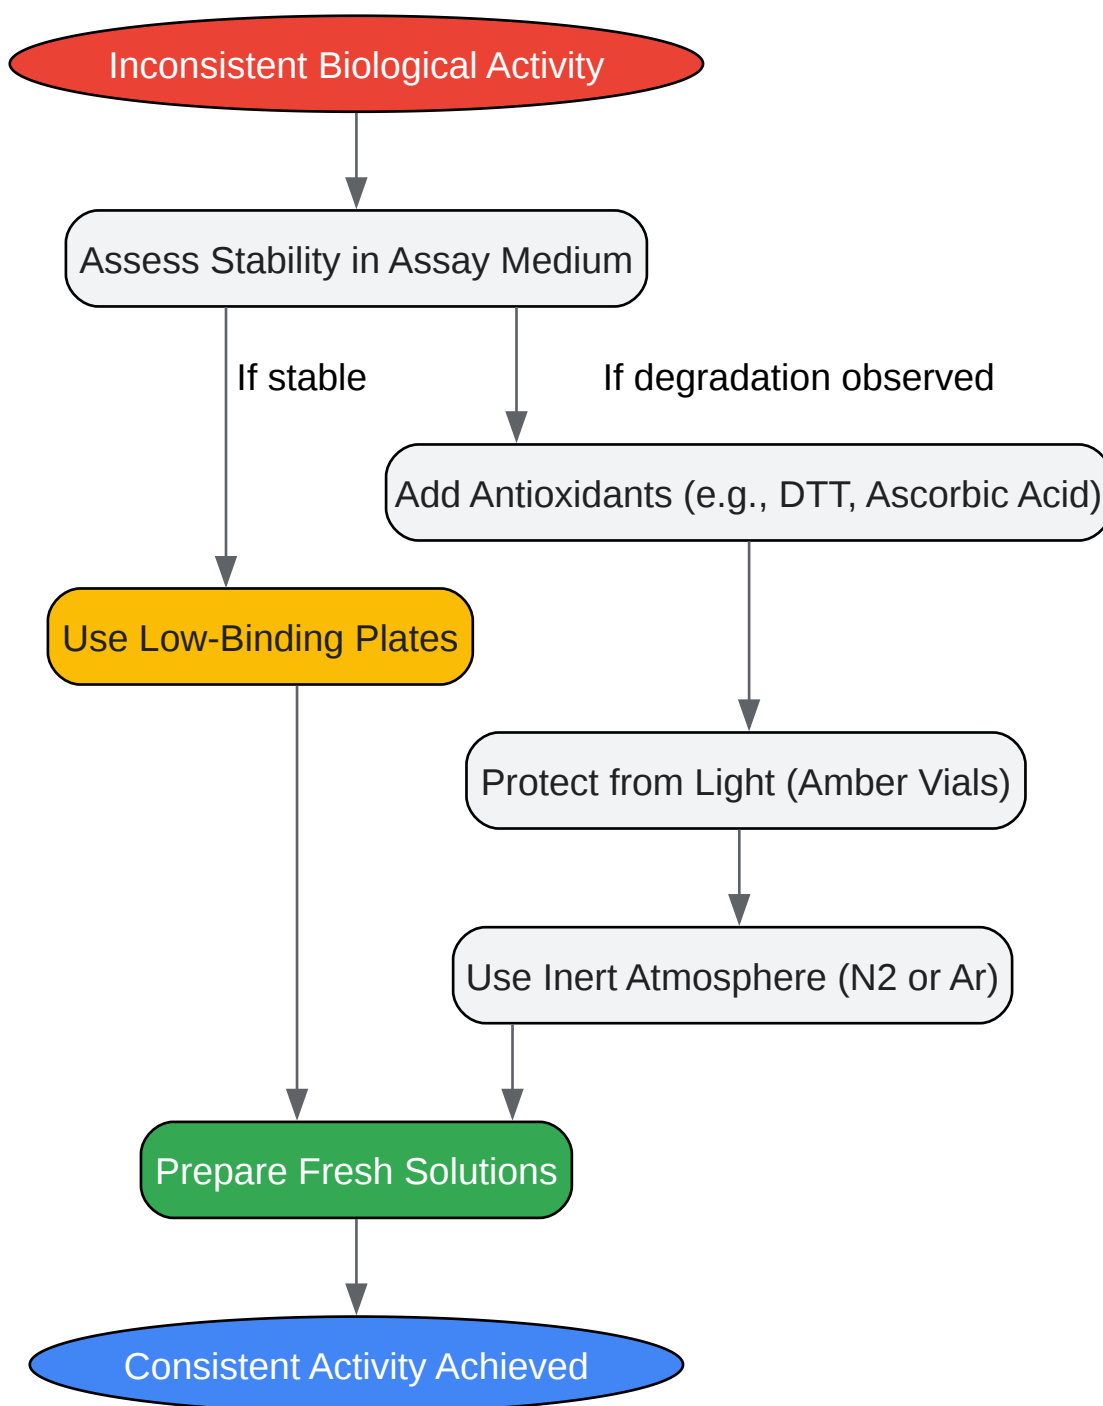 Inconsistent Biological Activity
Assess Stability in Assay Medium
If stable
If degradation observed
Add Antioxidants (e.g., DTT, Ascorbic Acid)
Use Low-Binding Plates
Protect from Light (Amber Vials)
Use Inert Atmosphere (N2 or Ar)
Prepare Fresh Solutions
Consistent Activity Achieved